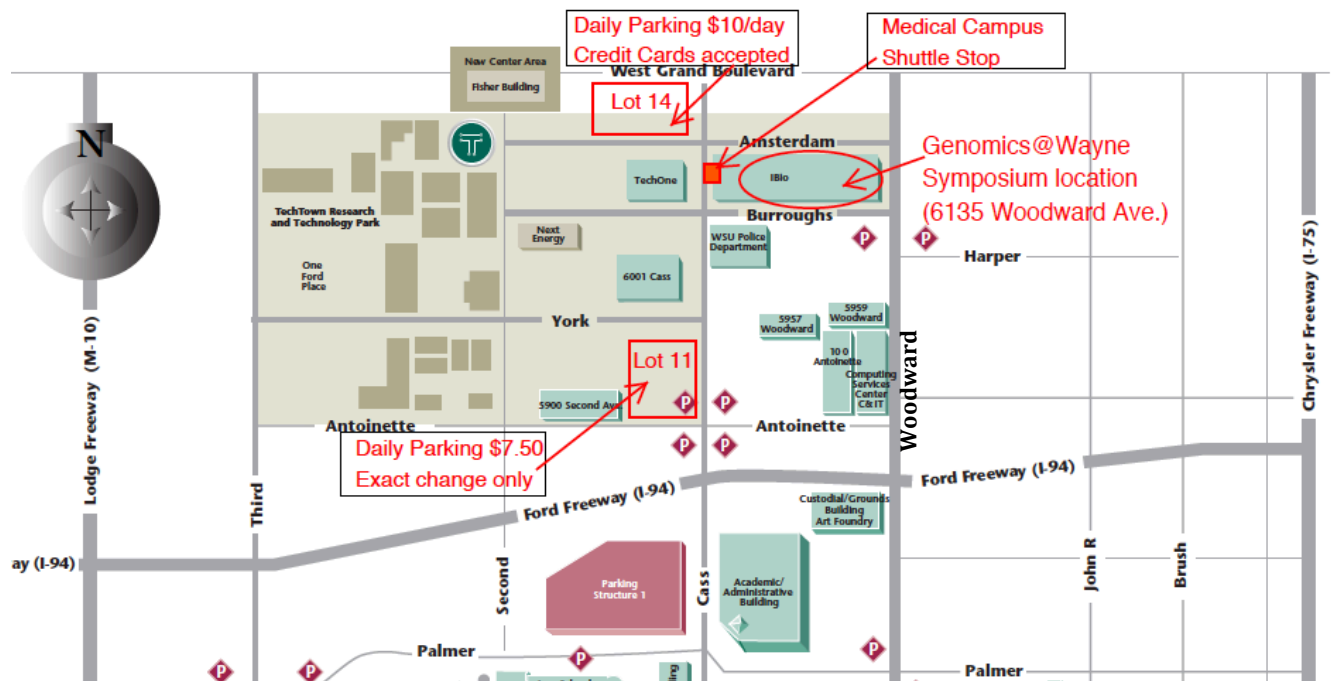 Daily Parking $10/day
Credit Cards accepted
Medical Campus
Shuttle Stop
New Center Area
Fisher Building
West Grand Boulevard
Lot 14
N
Amsterdam
Genomics@Wayne
Symposium location
(6135 Woodward Ave.)
TechOne
IBio
TechTown Research
and Technology Park
Burroughs
Next
Energy
WSU Police
Department
P
P
Harper
One
Ford
Place
6001 Cass
Chrysler Freeway (I-75)
Lodge Freeway (M-10)
York
5957
Woodward
5959
Woodward
Woodward
Lot 11
100
Antoinette
Computing
Services
Center
C&IT
5900 Second Ave.
P
P
Antoinette
Antoinette
Daily Parking $7.50
Exact change only
P
P
Ford Freeway (I-94)
Ford Freeway (I-94)
Third
Custodial/Grounds
Building
Art Foundry
ay (I-94)
Second
Parking
Structure 1
Cass
Academic/
Administrative
Building
John R
Brush
Palmer
P
P
P
P
Palmer